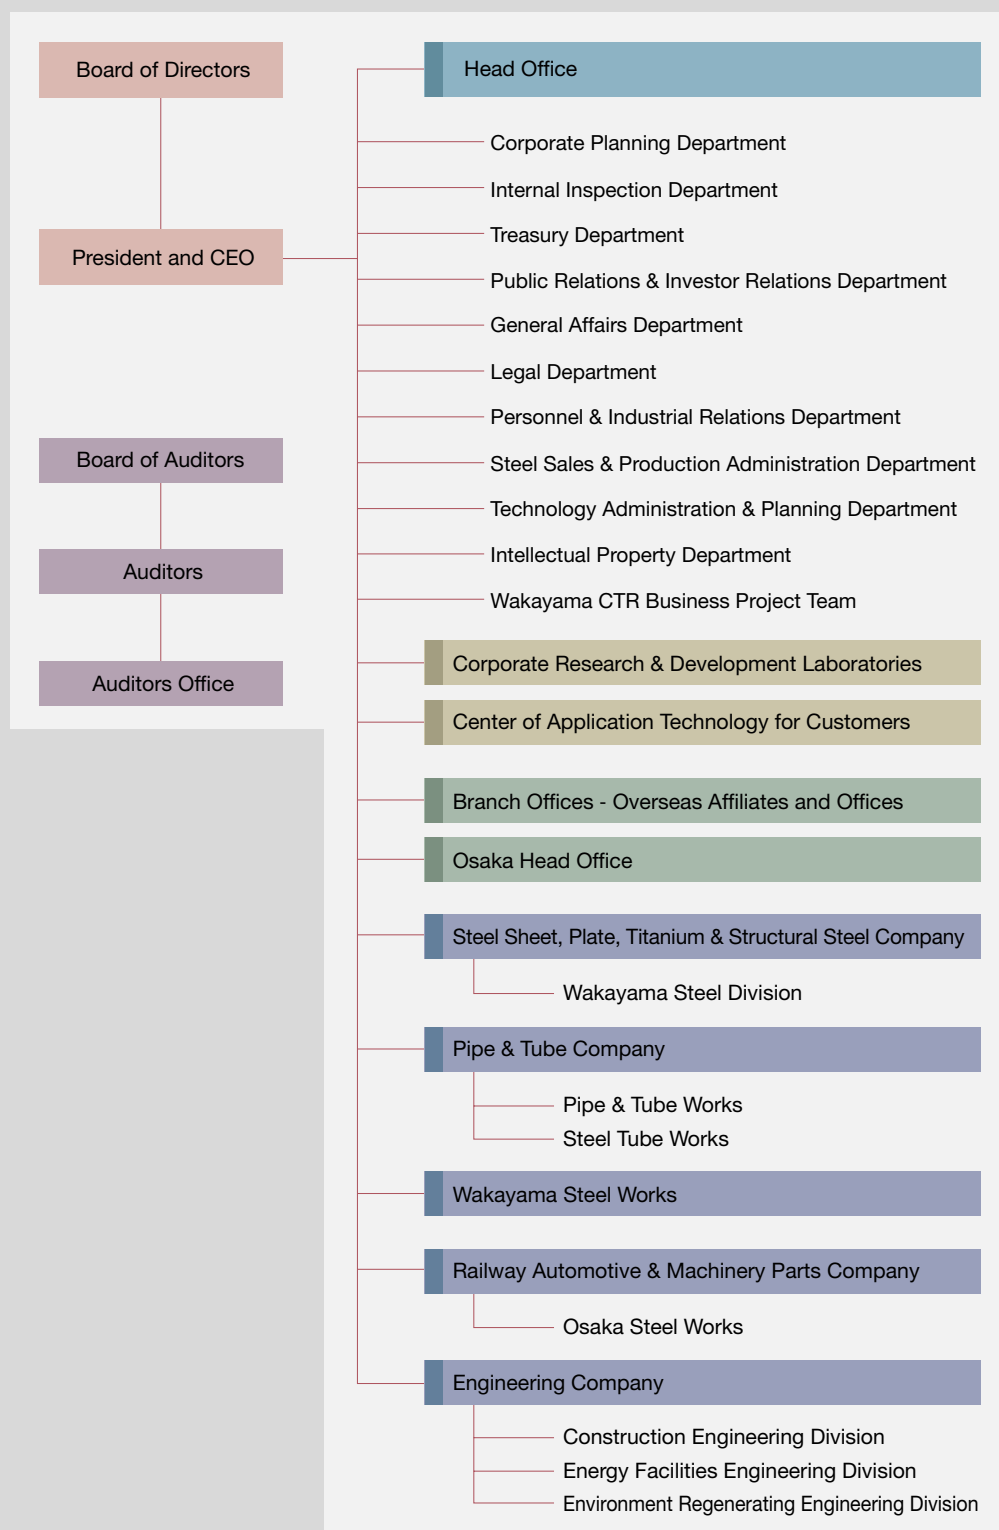 Board of Directors
President and CEO
Board of Auditors
Auditors
Auditors Office
Head Office
Corporate Planning Department
Internal Inspection Department
Treasury Department
Public Relations & Investor Relations Department
General Affairs Department
Legal Department
Personnel & Industrial Relations Department
Steel Sales & Production Administration Department
Technology Administration & Planning Department
Intellectual Property Department
Wakayama CTR Business Project Team
Corporate Research & Development Laboratories
Center of Application Technology for Customers
Branch Offices - Overseas Affiliates and Offices
Osaka Head Office
Steel Sheet, Plate, Titanium & Structural Steel Company
Wakayama Steel Division
Pipe & Tube Company
Pipe & Tube Works
Steel Tube Works
Wakayama Steel Works
Railway Automotive & Machinery Parts Company
Osaka Steel Works
Engineering Company
Construction Engineering Division
Energy Facilities Engineering Division
Environment Regenerating Engineering Division